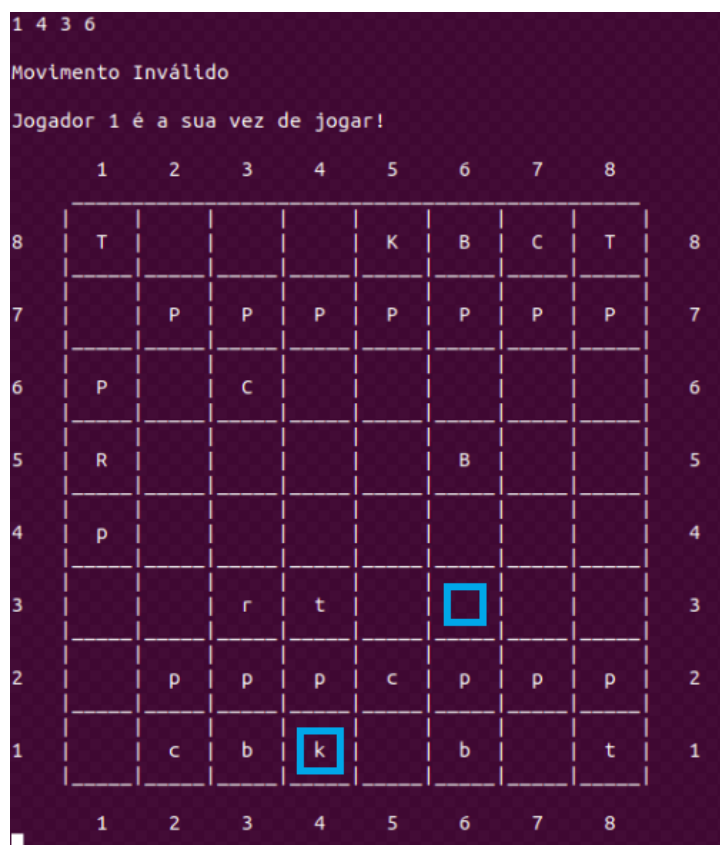 1 4 3 6
Movimento Inválido
Jogador 1 é a sua vez de jogar!
1 2 3 4 5 6 7 8
8 T K B C T 8
7 P P P P P P P 7
6 P C 6
5 R B 5
4 p 4
3 r t 3
2 p p p c p p p 2
1 c b k b t 1
1 2 3 4 5 6 7 8